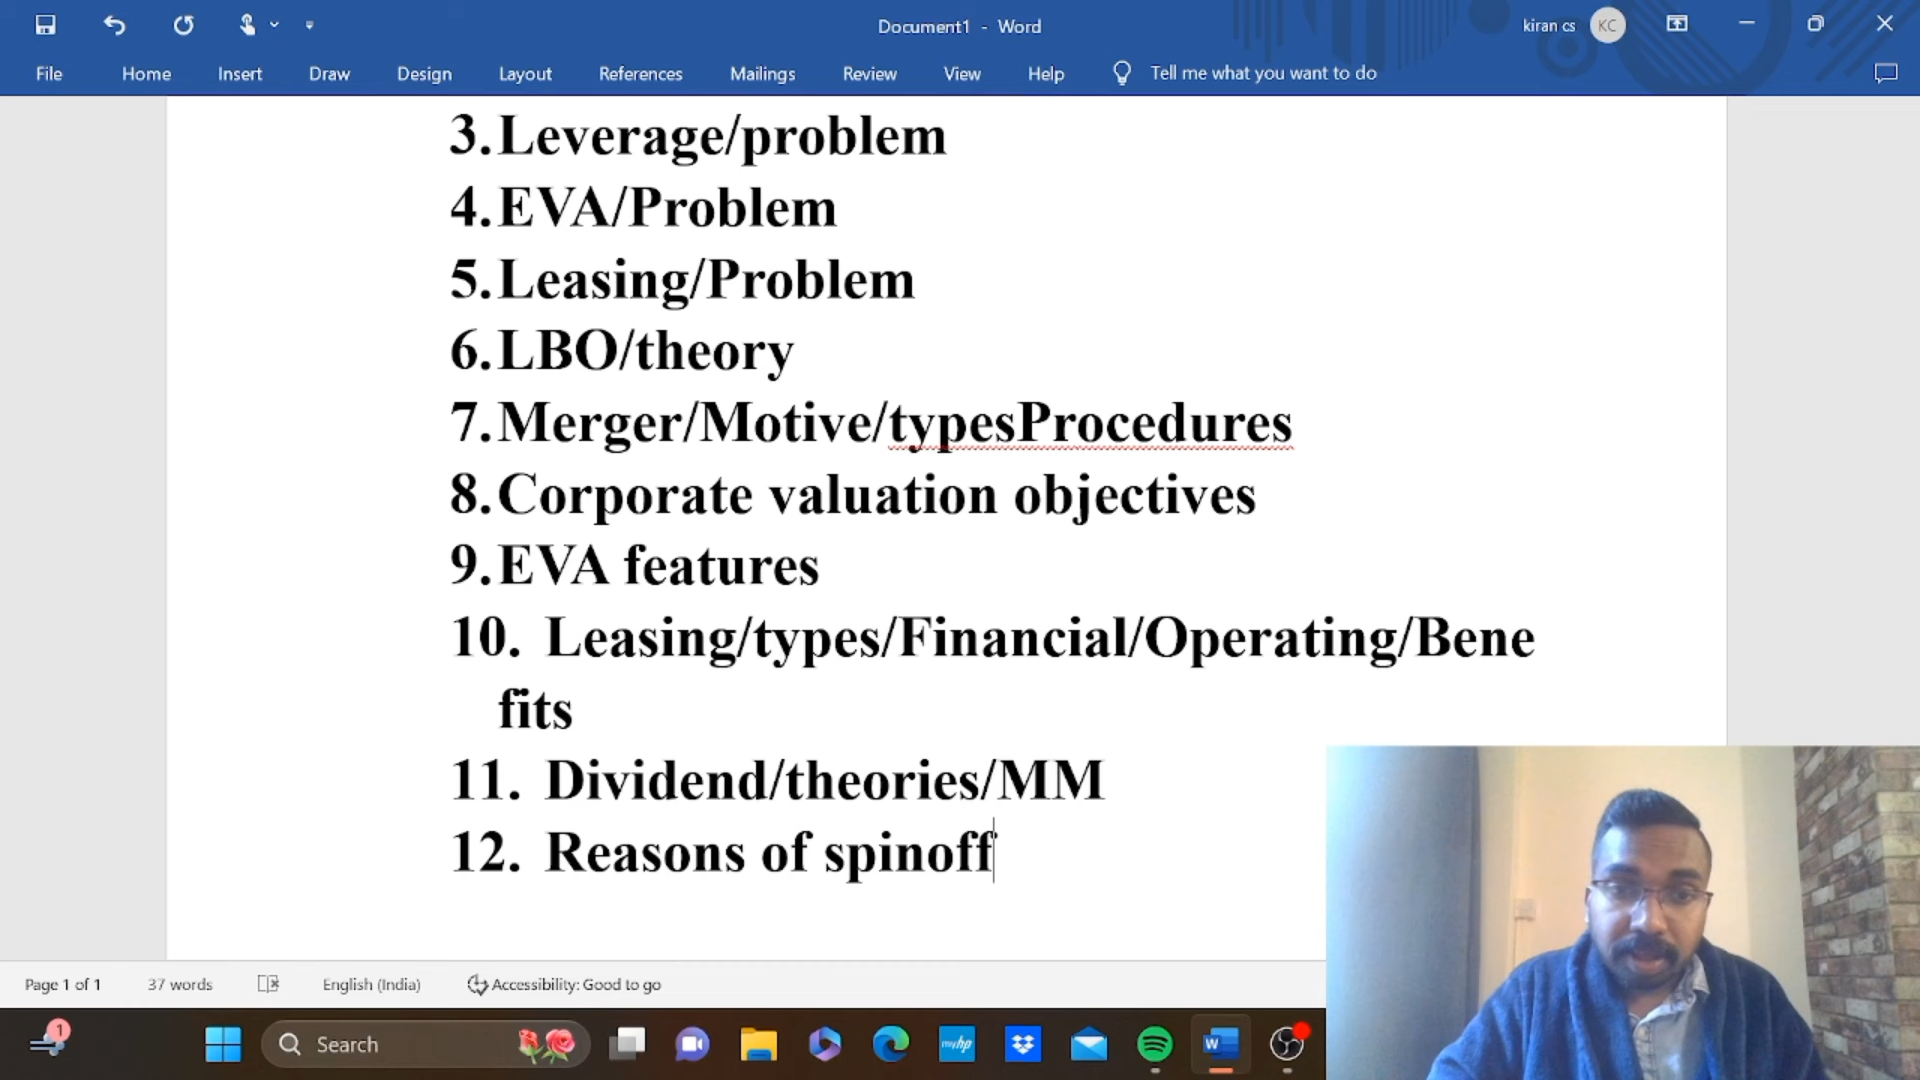 Document1 - Word
kiran cs
KC
File Home Insert Draw Design Layout References Mailings Review View Help Tell me what you want to do
3. Leverage/problem
4. EVA/Problem
5. Leasing/Problem
6. LBO/theory
7. Merger/Motive/typesProcedures
8. Corporate valuation objectives
9. EVA features
10. Leasing/types/Financial/Operating/Bene
fits
11. Dividend/theories/MM
12. Reasons of spinoff
Page 1 of 1 37 words English (India) Accessibility: Good to go
1
Search
myhp
W